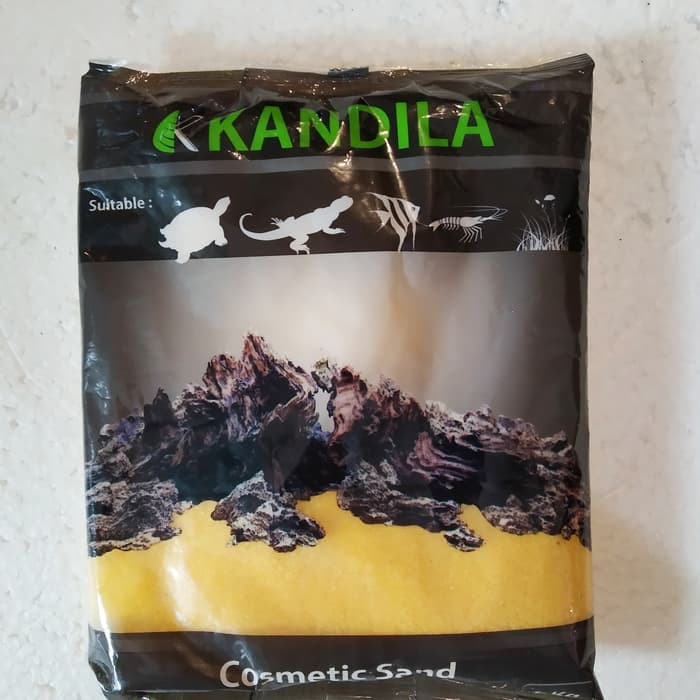 KANDILA
Suitable :
Cosmetic Sand